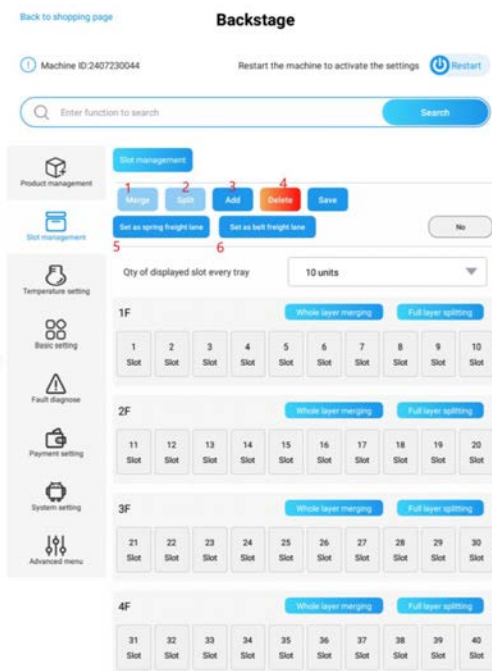 Back to shopping page
Backstage
Machine ID:2407230044
Restart the machine to activate the settings
Restart
Enter function to search
Search
Product management
Slot management
Temperature setting
Basic setting
Fault diagnose
Payment setting
System setting
Advanced menu
Slot management
1 2 3 4
Merge Split Add Delete Save
Set as spring freight lane Set as belt freight lane No
5 6
Qty of displayed slot every tray 10 units
1F Whole layer merging Full layer splitting
1 2 3 4 5 6 7 8 9 10
Slot Slot Slot Slot Slot Slot Slot Slot Slot Slot
2F Whole layer merging Full layer splitting
11 12 13 14 15 16 17 18 19 20
Slot Slot Slot Slot Slot Slot Slot Slot Slot Slot
3F Whole layer merging Full layer splitting
21 22 23 24 25 26 27 28 29 30
Slot Slot Slot Slot Slot Slot Slot Slot Slot Slot
4F Whole layer merging Full layer splitting
31 32 33 34 35 36 37 38 39 40
Slot Slot Slot Slot Slot Slot Slot Slot Slot Slot